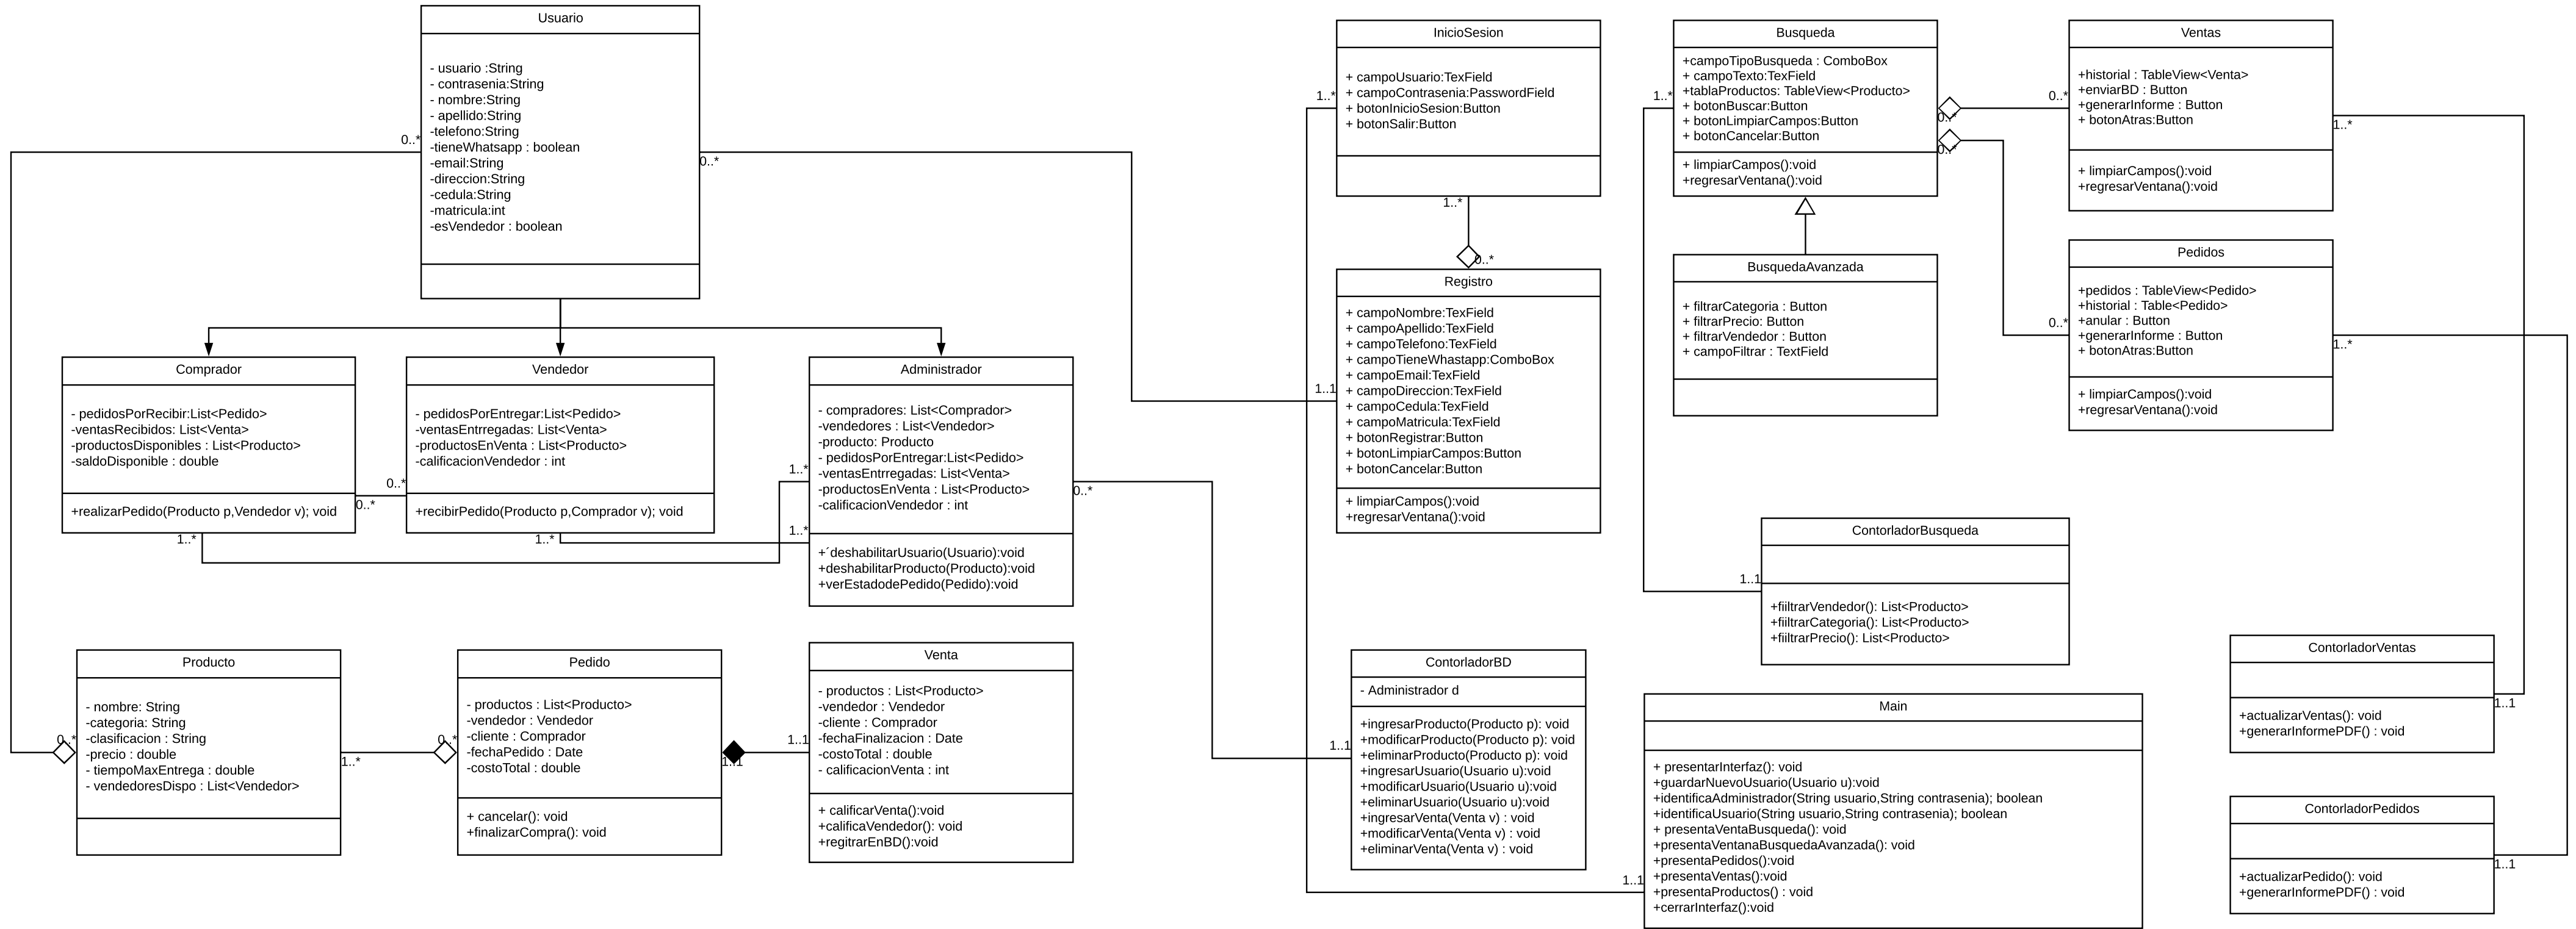 Usuario
- usuario :String
- contrasenia:String
- nombre:String
- apellido:String
-telefono:String
-tieneWhatsapp : boolean
-email:String
-direccion:String
-cedula:String
-matricula:int
-esVendedor : boolean
0..*
0..*
Comprador
- pedidosPorRecibir:List<Pedido>
-ventasRecibidos: List<Venta>
-productosDisponibles : List<Producto>
-saldoDisponible : double
+realizarPedido(Producto p,Vendedor v); void
0..*
0..*
1..*
Vendedor
- pedidosPorEntregar:List<Pedido>
-ventasEntrregadas: List<Venta>
-productosEnVenta : List<Producto>
-calificacionVendedor : int
+recibirPedido(Producto p,Comprador v); void
1..*
Administrador
- compradores: List<Comprador>
-vendedores : List<Vendedor>
-producto: Producto
- pedidosPorEntregar:List<Pedido>
-ventasEntrregadas: List<Venta>
-productosEnVenta : List<Producto>
-calificacionVendedor : int
+´deshabilitarUsuario(Usuario):void
+deshabilitarProducto(Producto):void
+verEstadodePedido(Pedido):void
1..*
1..*
0..*
Producto
- nombre: String
-categoria: String
-clasificacion : String
-precio : double
- tiempoMaxEntrega : double
- vendedoresDispo : List<Vendedor>
0..*
1..*
Pedido
- productos : List<Producto>
-vendedor : Vendedor
-cliente : Comprador
-fechaPedido : Date
-costoTotal : double
+ cancelar(): void
+finalizarCompra(): void
0..*
1..1
Venta
- productos : List<Producto>
-vendedor : Vendedor
-cliente : Comprador
-fechaFinalizacion : Date
-costoTotal : double
- calificacionVenta : int
+ calificarVenta():void
+calificaVendedor(): void
+regitrarEnBD():void
1..1
InicioSesion
+ campoUsuario:TexField
+ campoContrasenia:PasswordField
+ botonInicioSesion:Button
+ botonSalir:Button
1..*
1..*
0..*
Registro
+ campoNombre:TexField
+ campoApellido:TexField
+ campoTelefono:TexField
+ campoTieneWhastapp:ComboBox
+ campoEmail:TexField
+ campoDireccion:TexField
+ campoCedula:TexField
+ campoMatricula:TexField
+ botonRegistrar:Button
+ botonLimpiarCampos:Button
+ botonCancelar:Button
+ limpiarCampos():void
+regresarVentana():void
1..1
Busqueda
+campoTipoBusqueda : ComboBox
+ campoTexto:TexField
+tablaProductos: TableView<Producto>
+ botonBuscar:Button
+ botonLimpiarCampos:Button
+ botonCancelar:Button
+ limpiarCampos():void
+regresarVentana():void
1..*
0..*
0..*
BusquedaAvanzada
+ filtrarCategoria : Button
+ filtrarPrecio: Button
+ filtrarVendedor : Button
+ campoFiltrar : TextField
Ventas
+historial : TableView<Venta>
+enviarBD : Button
+generarInforme : Button
+ botonAtras:Button
+ limpiarCampos():void
+regresarVentana():void
0..*
1..*
Pedidos
+pedidos : TableView<Pedido>
+historial : Table<Pedido>
+anular : Button
+generarInforme : Button
+ botonAtras:Button
+ limpiarCampos():void
+regresarVentana():void
0..*
1..*
ContorladorBusqueda
+fiiltrarVendedor(): List<Producto>
+fiiltrarCategoria(): List<Producto>
+fiiltrarPrecio(): List<Producto>
1..1
ContorladorBD
- Administrador d
+ingresarProducto(Producto p): void
+modificarProducto(Producto p): void
+eliminarProducto(Producto p): void
+ingresarUsuario(Usuario u):void
+modificarUsuario(Usuario u):void
+eliminarUsuario(Usuario u):void
+ingresarVenta(Venta v) : void
+modificarVenta(Venta v) : void
+eliminarVenta(Venta v) : void
1..1
Main
+ presentarInterfaz(): void
+guardarNuevoUsuario(Usuario u):void
+identificaAdministrador(String usuario,String contrasenia); boolean
+identificaUsuario(String usuario,String contrasenia); boolean
+ presentaVentaBusqueda(): void
+presentaVentanaBusquedaAvanzada(): void
+presentaPedidos():void
+presentaVentas():void
+presentaProductos() : void
+cerrarInterfaz():void
1..1
ContorladorVentas
+actualizarVentas(): void
+generarInformePDF() : void
1..1
ContorladorPedidos
+actualizarPedido(): void
+generarInformePDF() : void
1..1